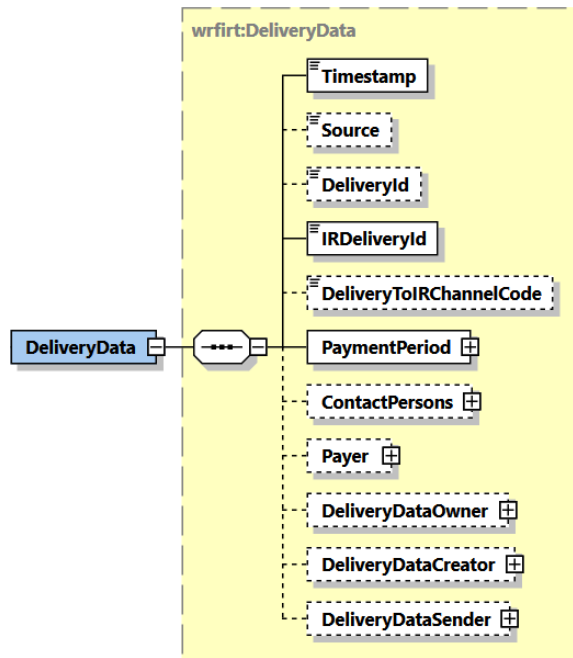 wrfirt:DeliveryData
Timestamp
Source
DeliveryId
IRDeliveryId
DeliveryToIRChannelCode
DeliveryData
PaymentPeriod
ContactPersons
Payer
DeliveryDataOwner
DeliveryDataCreator
DeliveryDataSender